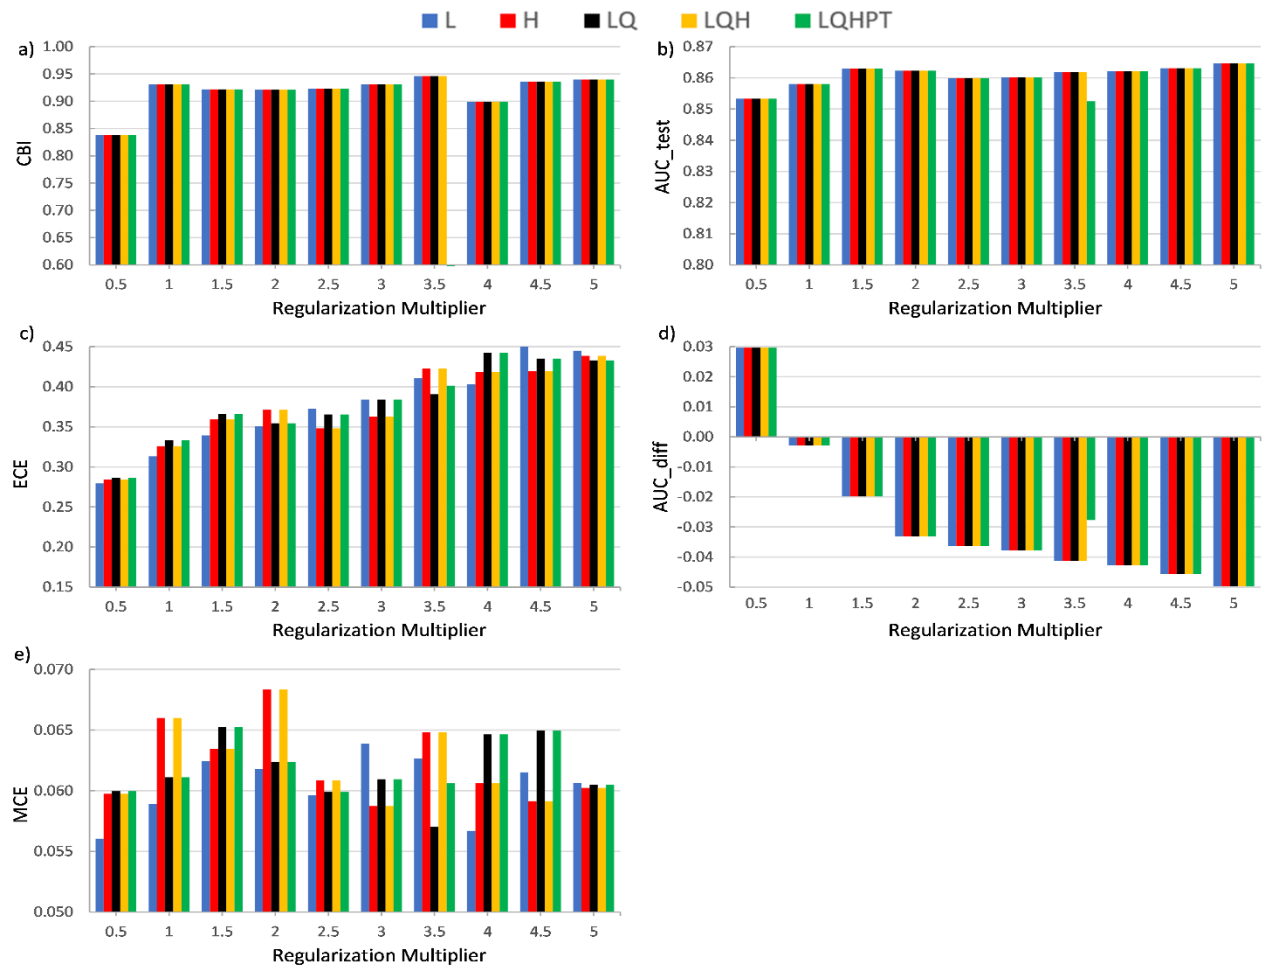 L H LQ LQH LQHPT
a)
1.00
0.95
0.90
0.85
0.80
0.75
0.70
0.65
0.60
CBI
0.5 1 1.5 2 2.5 3 3.5 4 4.5 5
Regularization Multiplier
b)
0.87
0.86
0.85
0.84
0.83
0.82
0.81
0.80
AUC_test
0.5 1 1.5 2 2.5 3 3.5 4 4.5 5
Regularization Multiplier
c)
0.45
0.40
0.35
0.30
0.25
0.20
0.15
ECE
0.5 1 1.5 2 2.5 3 3.5 4 4.5 5
Regularization Multiplier
d)
0.03
0.02
0.01
0.00
-0.01
-0.02
-0.03
-0.04
-0.05
AUC_diff
0.5 1 1.5 2 2.5 3 3.5 4 4.5 5
Regularization Multiplier
e)
0.070
0.065
0.060
0.055
0.050
MCE
0.5 1 1.5 2 2.5 3 3.5 4 4.5 5
Regularization Multiplier